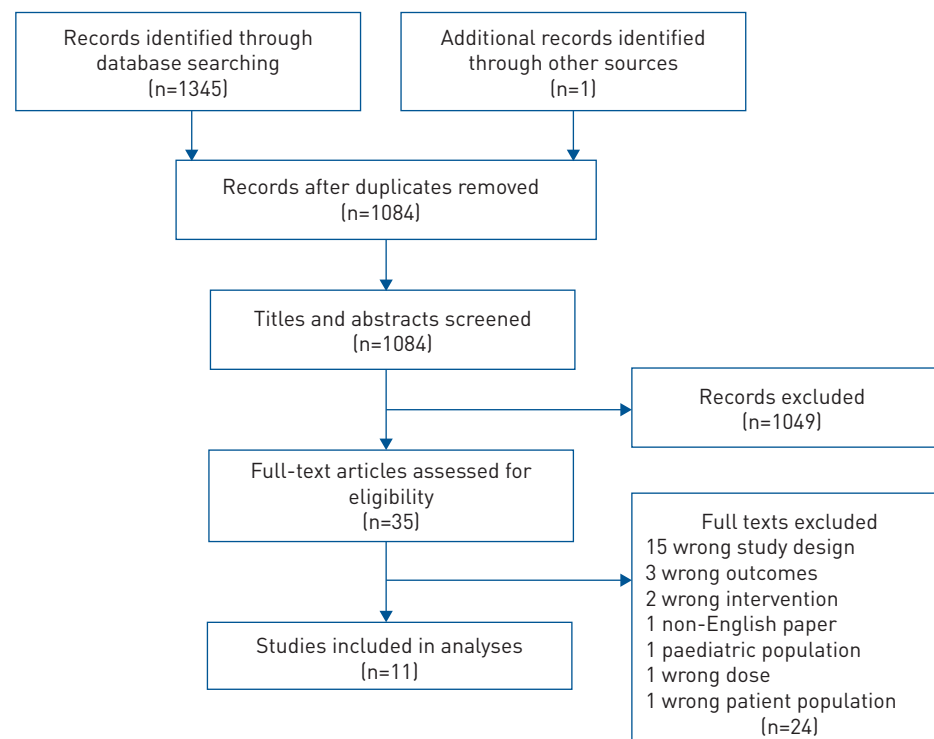 Records identified through
database searching
(n=1345)
Additional records identified
through other sources
(n=1)
Records after duplicates removed
(n=1084)
Titles and abstracts screened
(n=1084)
Records excluded
(n=1049)
Full-text articles assessed for
eligibility
(n=35)
Full texts excluded
15 wrong study design
3 wrong outcomes
2 wrong intervention
1 non-English paper
1 paediatric population
1 wrong dose
1 wrong patient population
(n=24)
Studies included in analyses
(n=11)